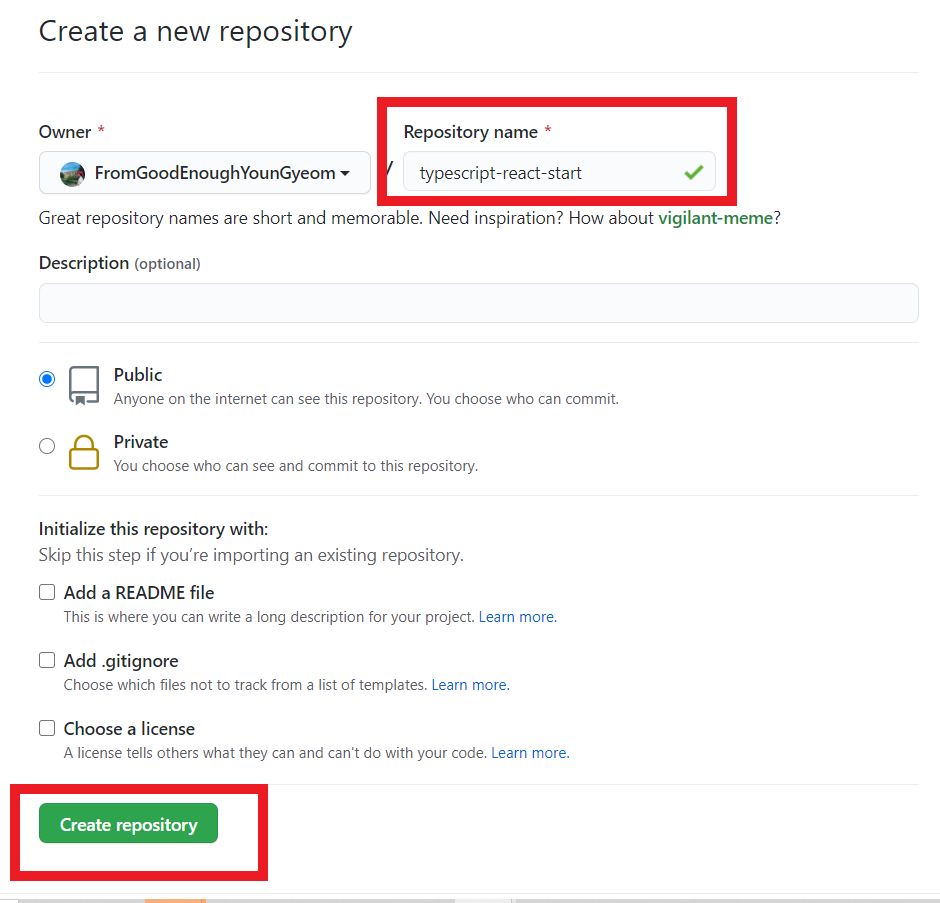 Create a new repository
Owner *
Repository name *
FromGoodEnoughYounGyeom
/
typescript-react-start
Great repository names are short and memorable. Need inspiration? How about vigilant-meme?
Description (optional)
Public
Anyone on the internet can see this repository. You choose who can commit.
Private
You choose who can see and commit to this repository.
Initialize this repository with:
Skip this step if you’re importing an existing repository.
Add a README file
This is where you can write a long description for your project. Learn more.
Add .gitignore
Choose which files not to track from a list of templates. Learn more.
Choose a license
A license tells others what they can and can't do with your code. Learn more.
Create repository